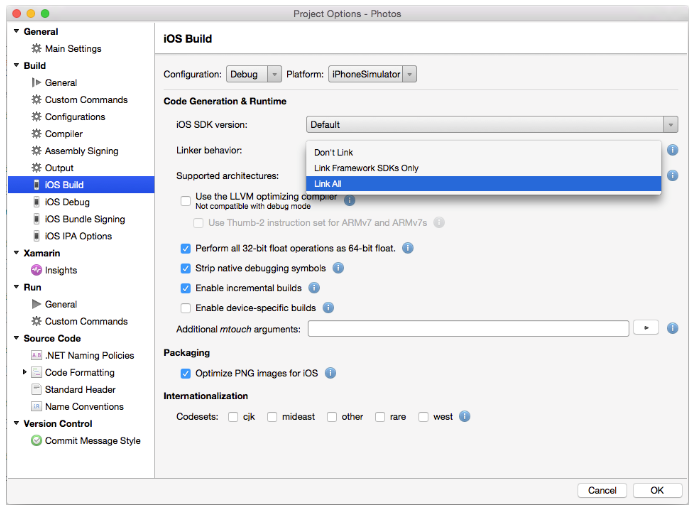 Project Options - Photos
General
Main Settings
Build
General
Custom Commands
Configurations
Compiler
Assembly Signing
Output
iOS Build
iOS Debug
iOS Bundle Signing
iOS IPA Options
Xamarin
Insights
Run
General
Custom Commands
Source Code
.NET Naming Policies
Code Formatting
Standard Header
Name Conventions
Version Control
Commit Message Style
iOS Build
Configuration: Debug Platform: iPhoneSimulator
Code Generation & Runtime
iOS SDK version: Default
Linker behavior:
Don't Link
Link Framework SDKs Only
Link All
Supported architectures:
Use the LLVM optimizing compiler
Not compatible with debug mode
Use Thumb-2 instruction set for ARMv7 and ARMv7s
Perform all 32-bit float operations as 64-bit float.
Strip native debugging symbols
Enable incremental builds
Enable device-specific builds
Additional mtouch arguments:
Packaging
Optimize PNG images for iOS
Internationalization
Codesets: cjk mideast other rare west
Cancel OK